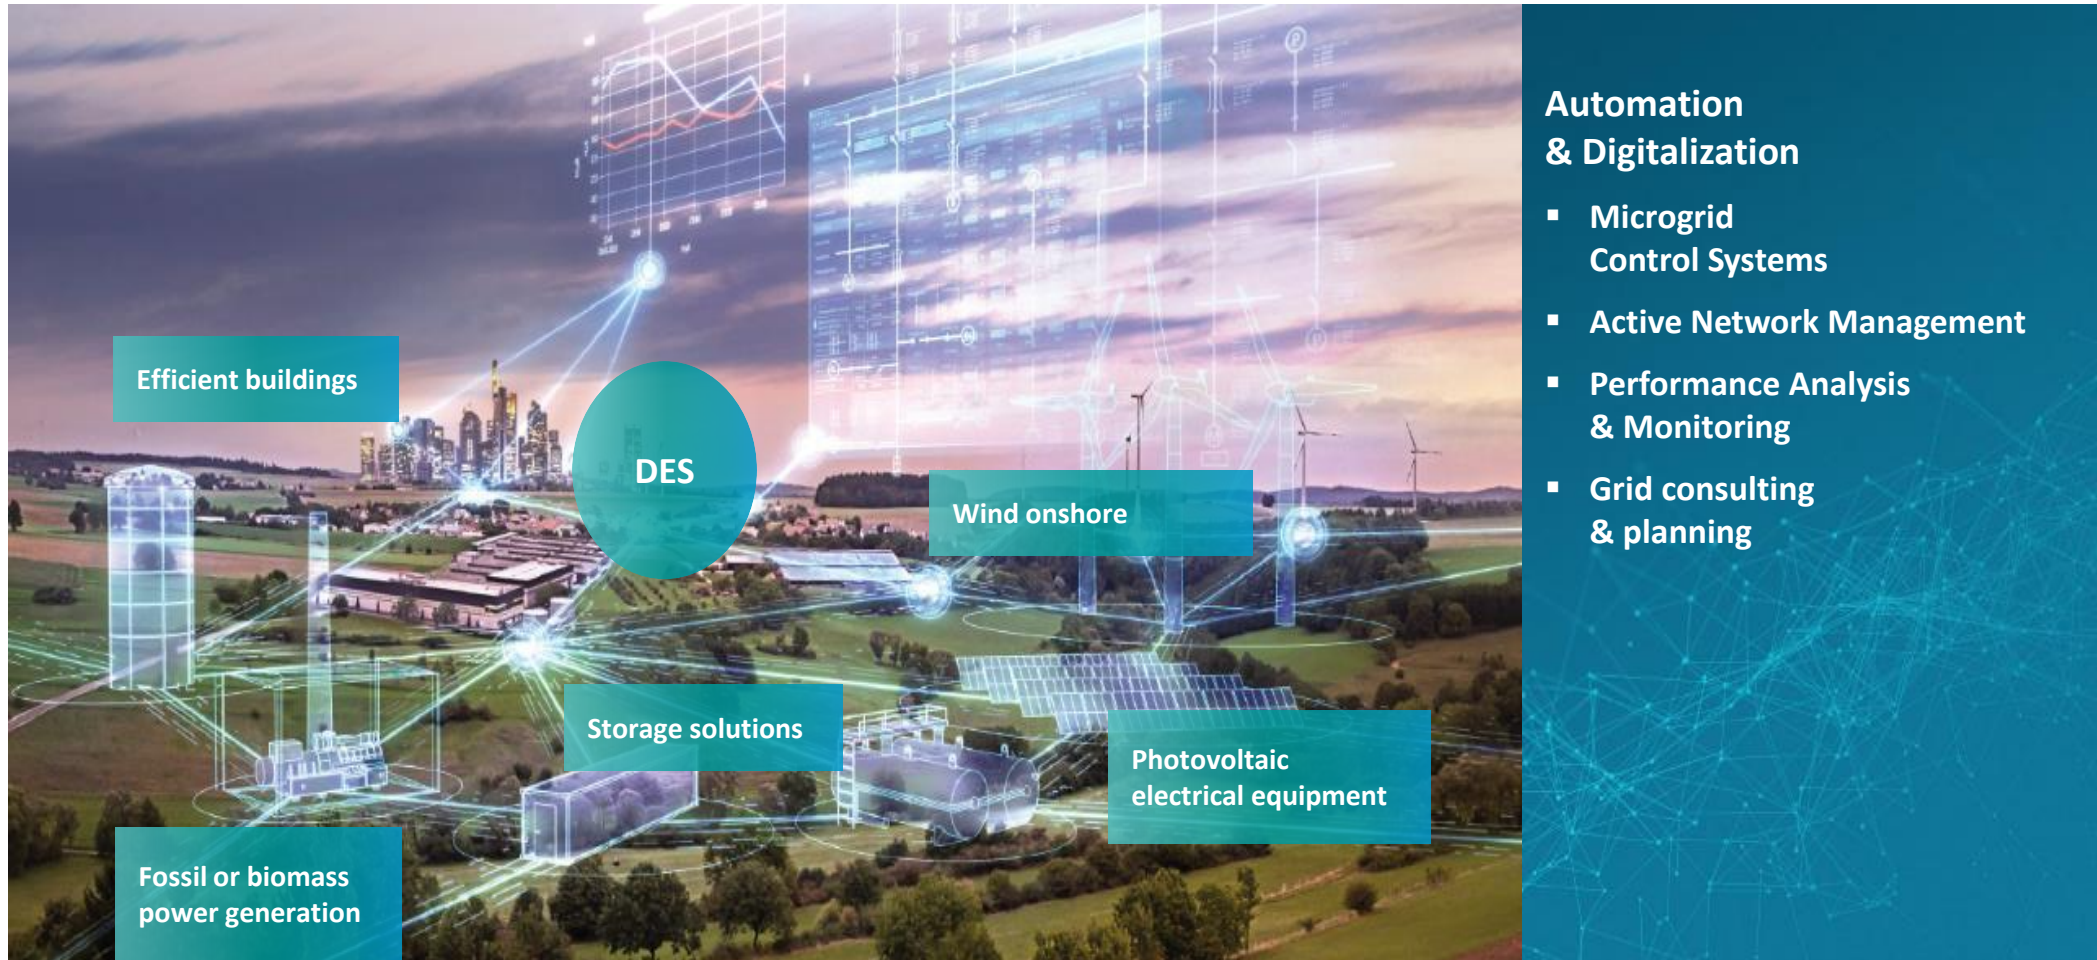 Automation
& Digitalization
▪ Microgrid
Control Systems
▪ Active Network Management
▪ Performance Analysis
& Monitoring
▪ Grid consulting
& planning
Efficient buildings
DES
Wind onshore
Storage solutions
Photovoltaic
electrical equipment
Fossil or biomass
power generation